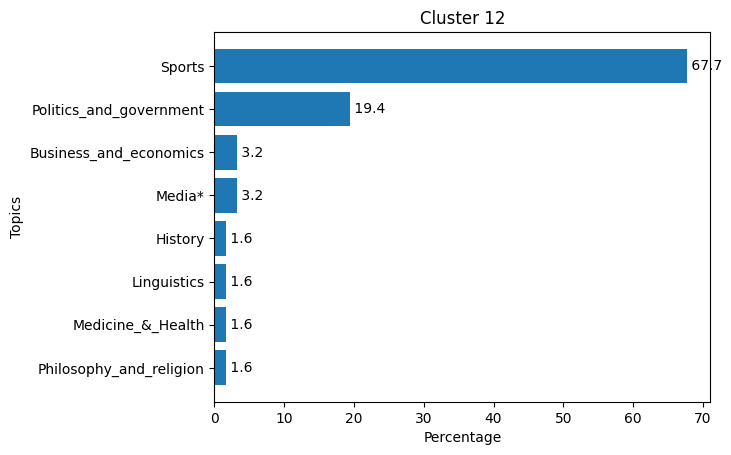 Cluster 12
Topics
Sports 67.7
Politics_and_government 19.4
Business_and_economics 3.2
Media* 3.2
History 1.6
Linguistics 1.6
Medicine_&_Health 1.6
Philosophy_and_religion 1.6
0 10 20 30 40 50 60 70
Percentage